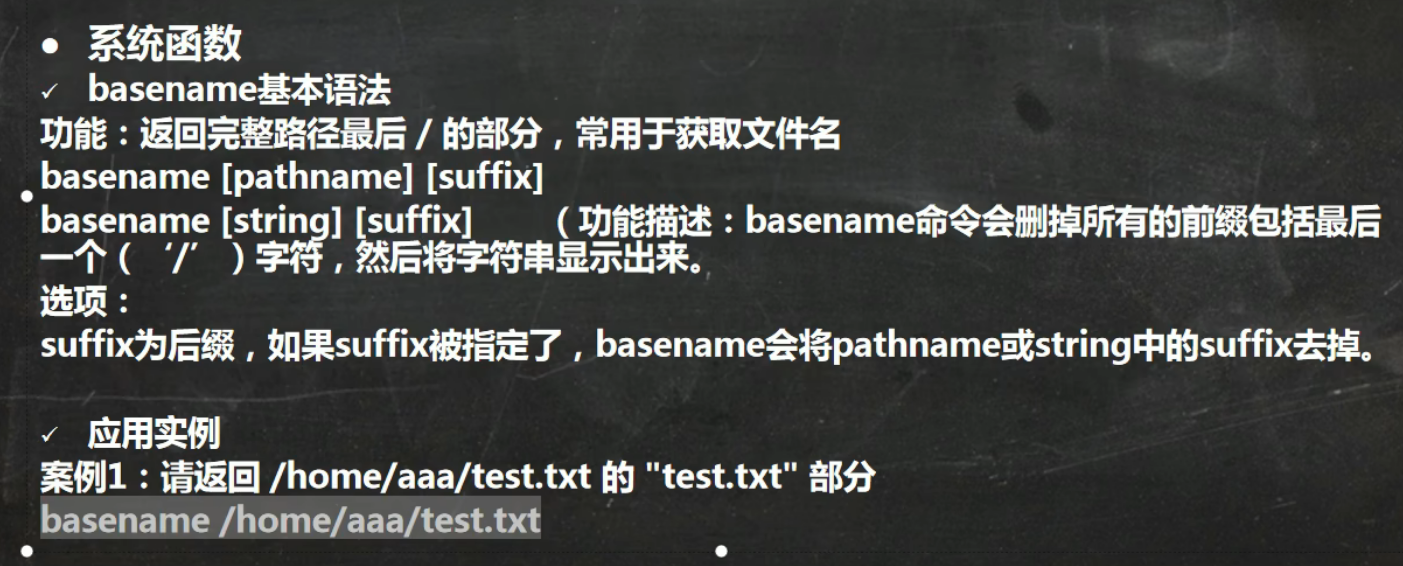 ● 系统函数
✓ basename基本语法
功能：返回完整路径最后 / 的部分，常用于获取文件名
basename [pathname] [suffix]
basename [string] [suffix] （功能描述：basename命令会删掉所有的前缀包括最后
一个（‘/’）字符，然后将字符串显示出来。
选项：
suffix为后缀，如果suffix被指定了，basename会将pathname或string中的suffix去掉。
✓ 应用实例
案例1：请返回 /home/aaa/test.txt 的 "test.txt" 部分
basename /home/aaa/test.txt